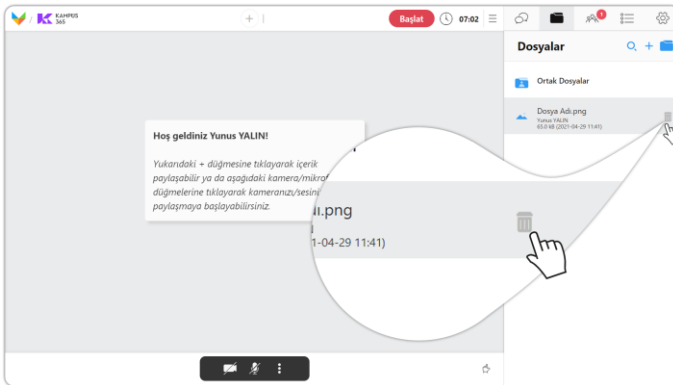 KAMPUS
365
Başlat
07:02
Dosyalar
Ortak Dosyalar
Dosya Adı.png
Yunus YALIN
65.0 kB (2021-04-29 11:41)
Hoş geldiniz Yunus YALIN!
Yukarıdaki + düğmesine tıklayarak içerik
paylaşabilir ya da aşağıdaki kamera/mikrof
düğmelerine tıklayarak kameranızı/sesini
paylaşmaya başlayabilirsiniz.
ı.png
1-04-29 11:41)